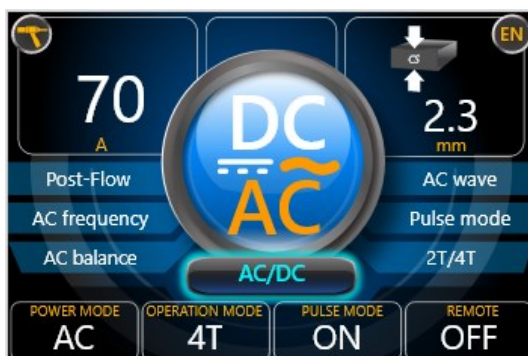 EN
70
A
DC
AC
CS
2.3
mm
Post-Flow
AC frequency
AC balance
AC wave
Pulse mode
2T/4T
AC/DC
POWER MODE
AC
OPERATION MODE
4T
PULSE MODE
ON
REMOTE
OFF